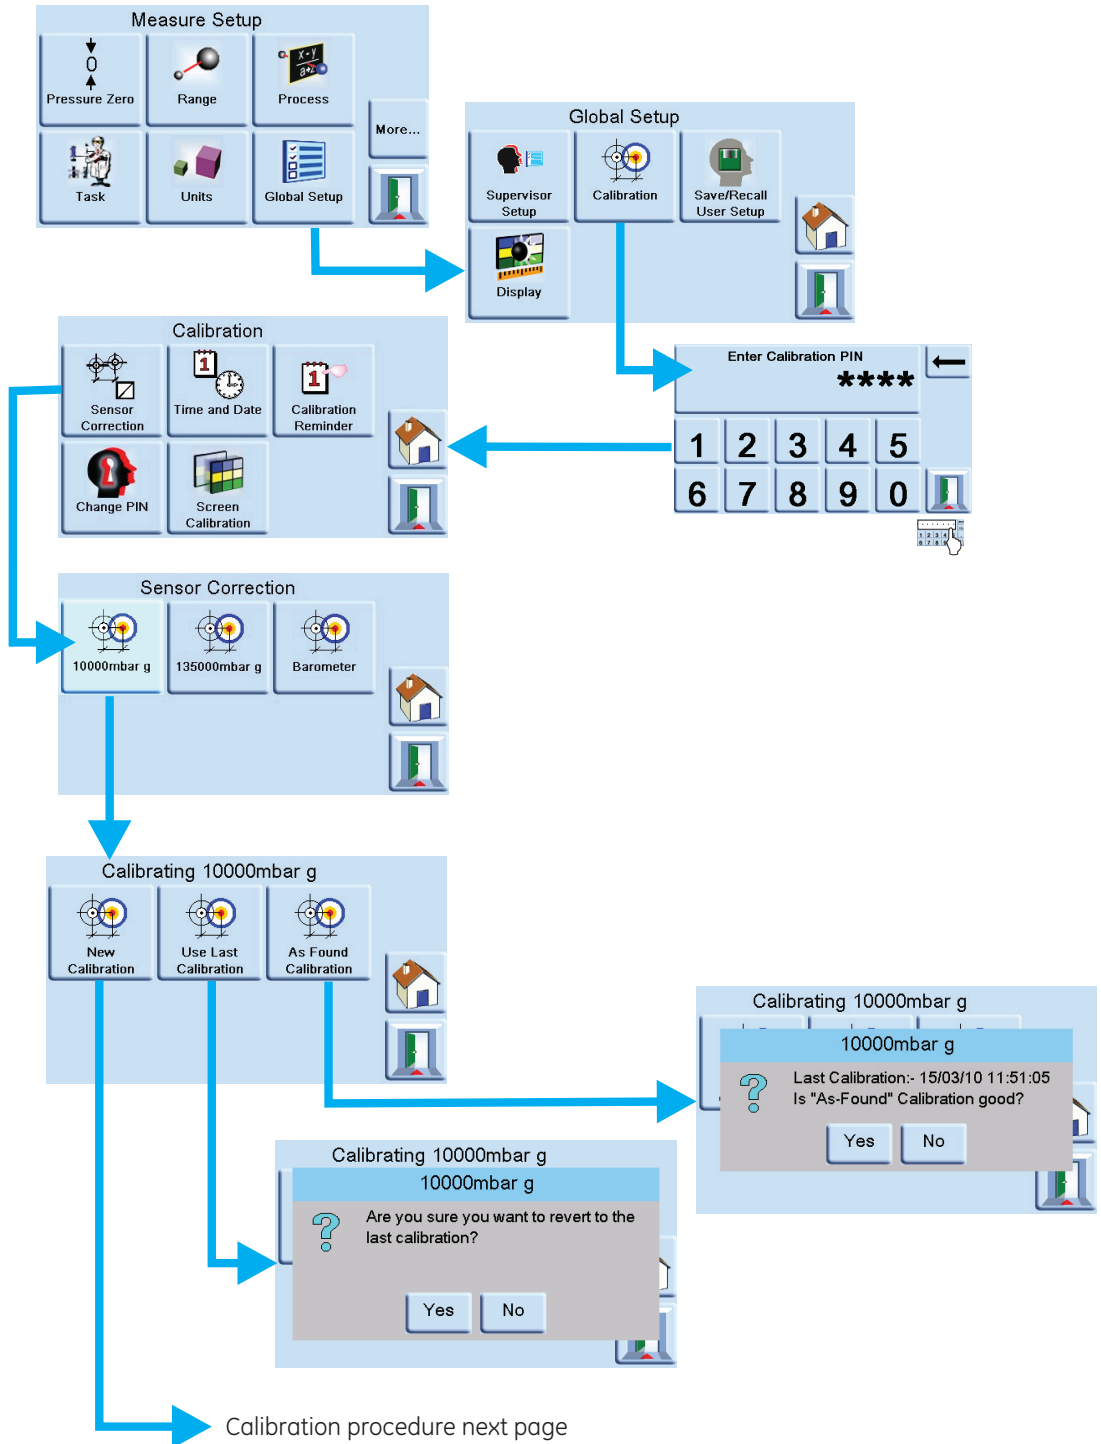 Measure Setup
0
Pressure Zero
Range
x-y
a+z
Process
More...
Task
Units
Global Setup
Global Setup
Supervisor
Setup
Calibration
Save/Recall
User Setup
Display
Calibration
Sensor
Correction
1
Time and Date
1
Calibration
Reminder
Change PIN
Screen
Calibration
Enter Calibration PIN
****
1 2 3 4 5
6 7 8 9 0
Sensor Correction
10000mbar g
135000mbar g
Barometer
Calibrating 10000mbar g
New
Calibration
Use Last
Calibration
As Found
Calibration
Calibrating 10000mbar g
10000mbar g
Last Calibration:- 15/03/10 11:51:05
Is "As-Found" Calibration good?
Yes
No
Calibrating 10000mbar g
10000mbar g
Are you sure you want to revert to the
last calibration?
Yes
No
Calibration procedure next page